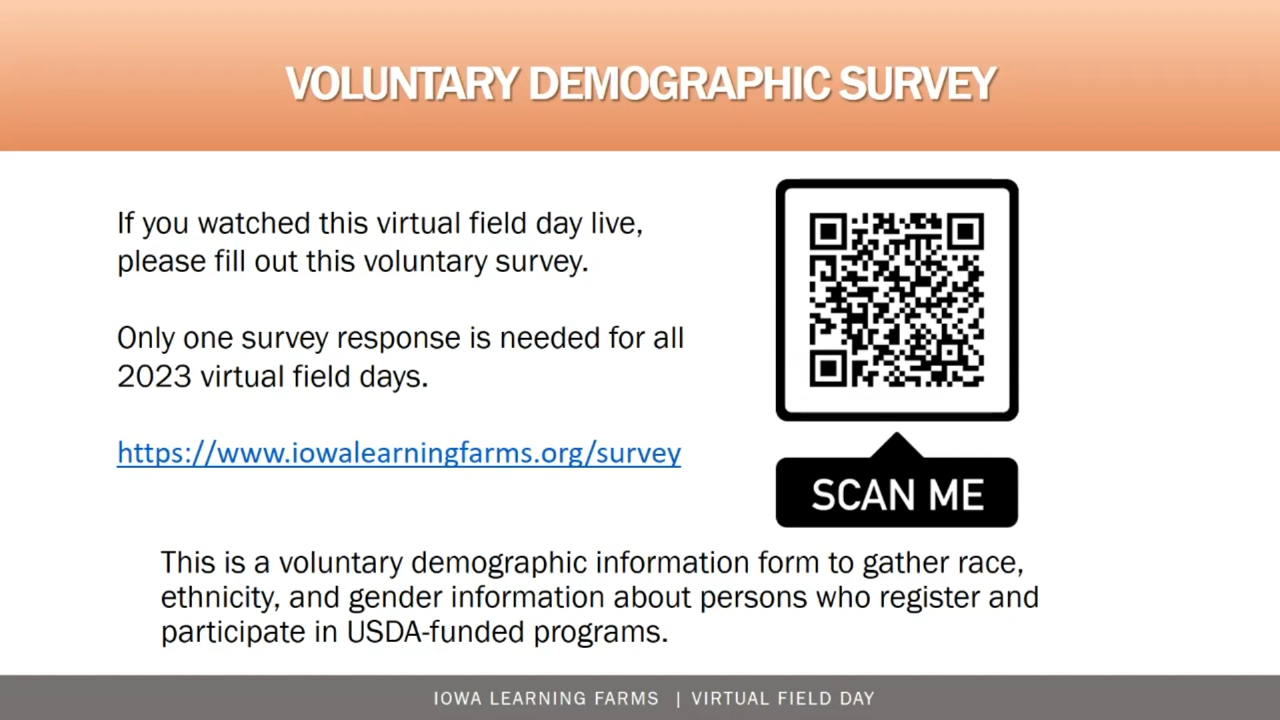 VOLUNTARY DEMOGRAPHIC SURVEY
If you watched this virtual field day live,
please fill out this voluntary survey.
Only one survey response is needed for all
2023 virtual field days.
https://www.iowalearningfarms.org/survey
SCAN ME
This is a voluntary demographic information form to gather race,
ethnicity, and gender information about persons who register and
participate in USDA-funded programs.
IOWA LEARNING FARMS | VIRTUAL FIELD DAY